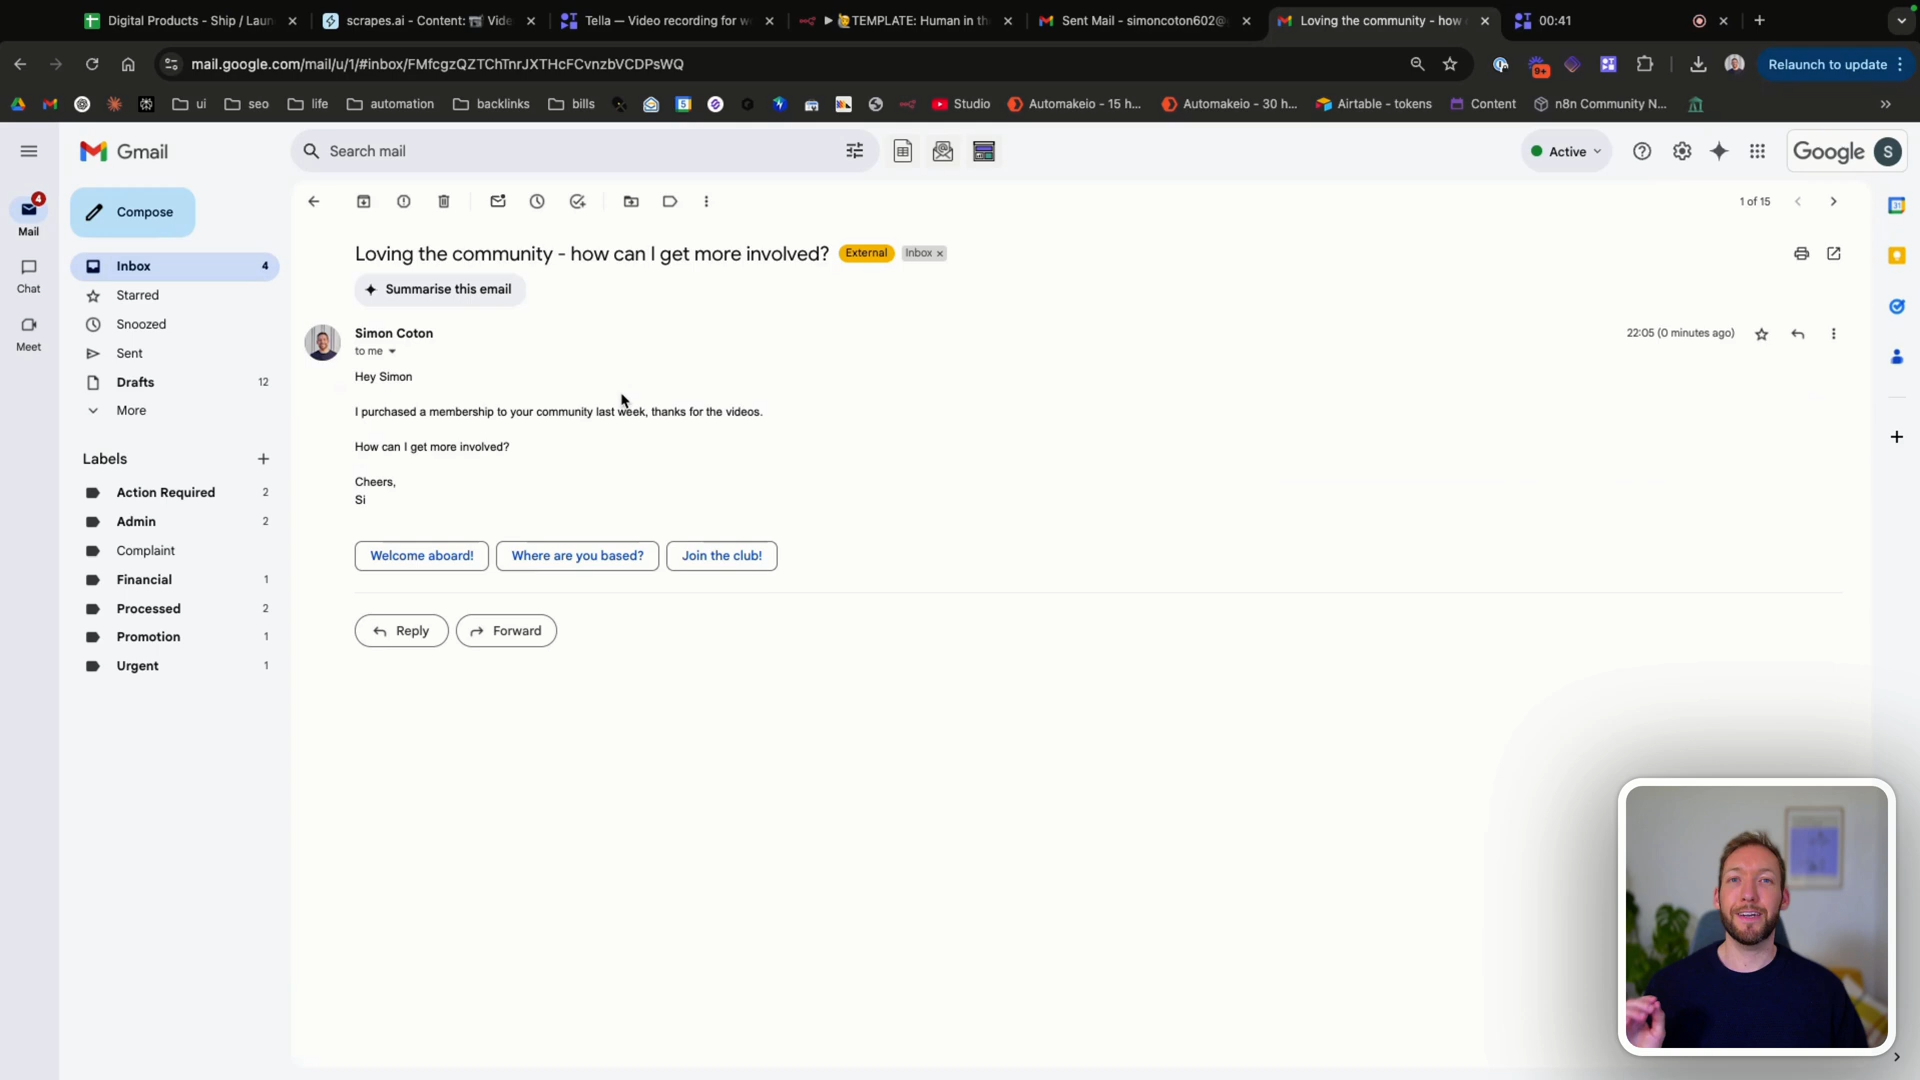 Digital Products - Ship / Laun
scrapes.ai - Content: Vide
Tella — Video recording for w
TEMPLATE: Human in th
Sent Mail - simoncoton602@
Loving the community - how
00:41
mail.google.com/mail/u/1/#inbox/FMfcgzQZTChTnrJXTHcFCvnzbVCDPsWQ
9+
Relaunch to update
ui
seo
life
automation
backlinks
bills
Studio
Automakeio - 15 h...
Automakeio - 30 h...
Airtable - tokens
Content
n8n Community N...
Gmail
Search mail
Active
Google
S
4
Mail
Chat
Meet
Compose
Inbox 4
Starred
Snoozed
Sent
Drafts 12
More
Labels
Action Required 2
Admin 2
Complaint
Financial 1
Processed 2
Promotion 1
Urgent 1
1 of 15
Loving the community - how can I get more involved? External Inbox
Summarise this email
Simon Coton
22:05 (0 minutes ago)
to me
Hey Simon
I purchased a membership to your community last week, thanks for the videos.
How can I get more involved?
Cheers,
Si
Welcome aboard! Where are you based? Join the club!
Reply Forward